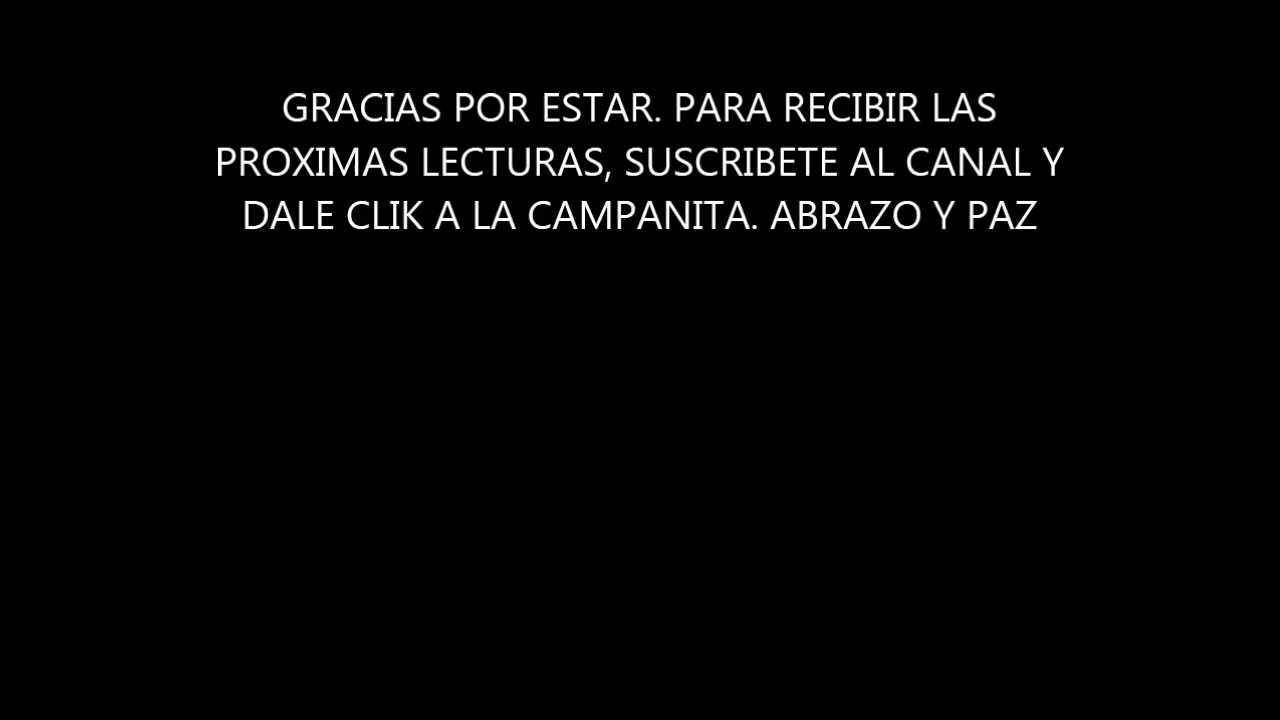 GRACIAS POR ESTAR. PARA RECIBIR LAS
PROXIMAS LECTURAS, SUSCRIBETE AL CANAL Y
DALE CLIK A LA CAMPANITA. ABRAZO Y PAZ